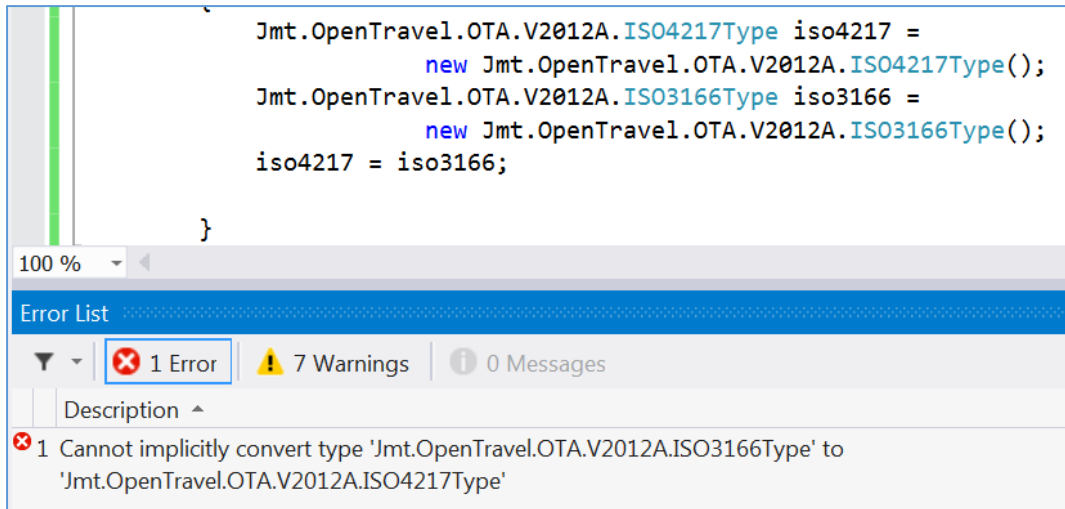 {
Jmt.OpenTravel.OTA.V2012A.ISO4217Type iso4217 =
new Jmt.OpenTravel.OTA.V2012A.ISO4217Type();
Jmt.OpenTravel.OTA.V2012A.ISO3166Type iso3166 =
new Jmt.OpenTravel.OTA.V2012A.ISO3166Type();
iso4217 = iso3166;
}
100 %
Error List
1 Error 7 Warnings 0 Messages
Description
1 Cannot implicitly convert type 'Jmt.OpenTravel.OTA.V2012A.ISO3166Type' to
'Jmt.OpenTravel.OTA.V2012A.ISO4217Type'